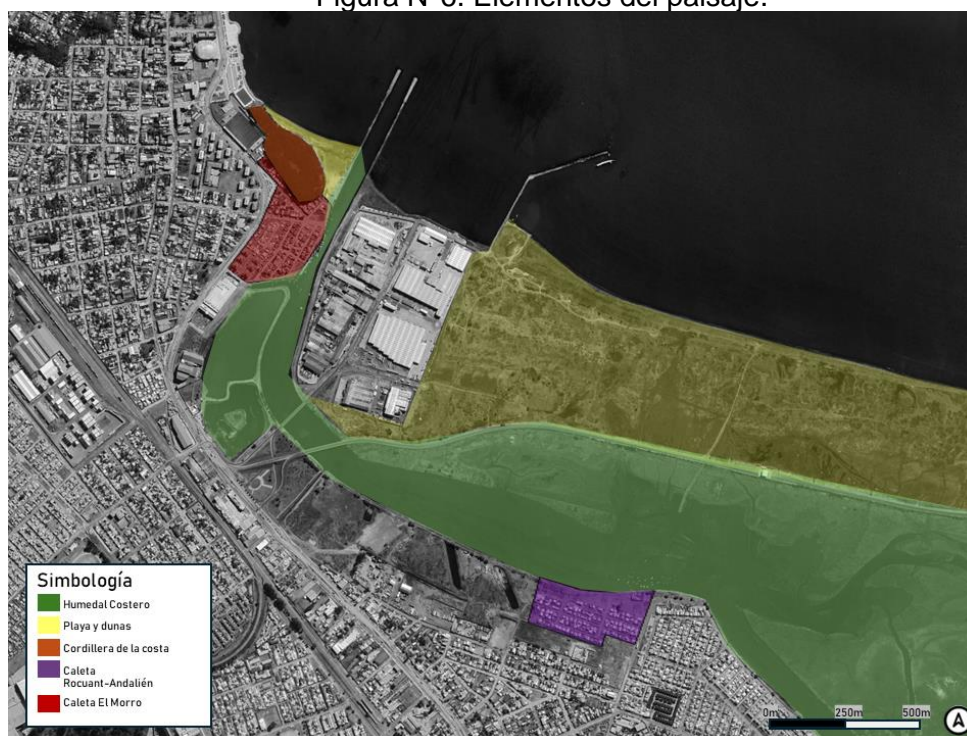 Figura N°6. Elementos del paisaje.
Simbología
Humedal Costero
Playa y dunas
Cordillera de la costa
Caleta
Rocuant-Andalién
Caleta El Morro
0m 250m 500m
A